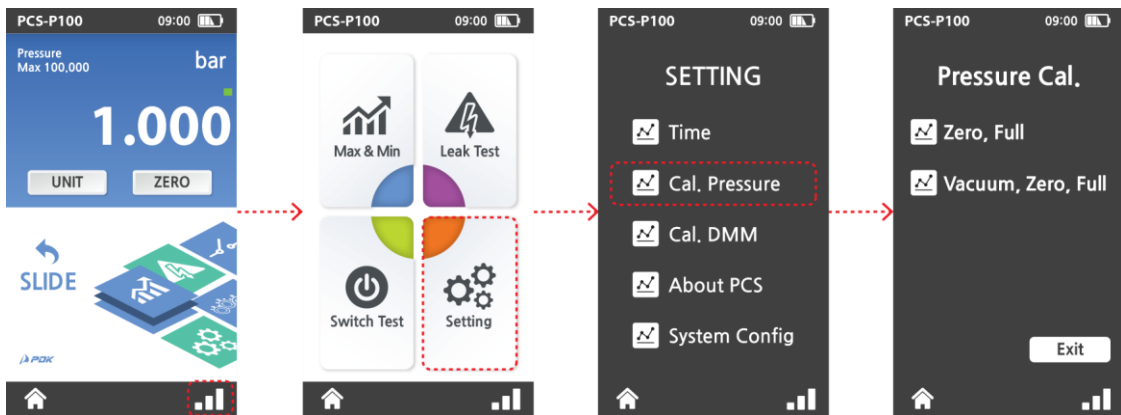 PCS-P100 09:00
Pressure
Max 100,000
bar
1.000
UNIT ZERO
SLIDE
PDK
PCS-P100 09:00
Max & Min Leak Test
Switch Test Setting
PCS-P100 09:00
SETTING
Time
Cal. Pressure
Cal. DMM
About PCS
System Config
PCS-P100 09:00
Pressure Cal.
Zero, Full
Vacuum, Zero, Full
Exit